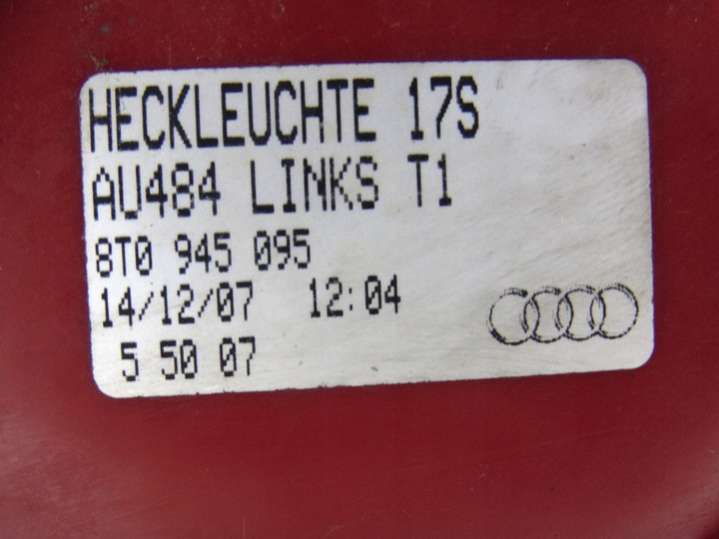 HECKLEUCHTE 17S
AU484 LINKS T1
8T0 945 095
14/12/07 12:04
5 50 07